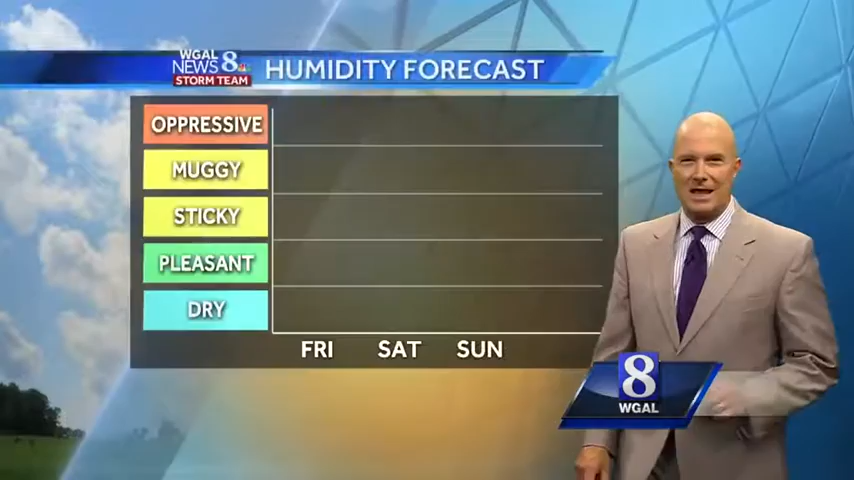 WGAL
NEWS 8
STORM TEAM
HUMIDITY FORECAST
OPPRESSIVE
MUGGY
STICKY
PLEASANT
DRY
FRI SAT SUN
8
WGAL